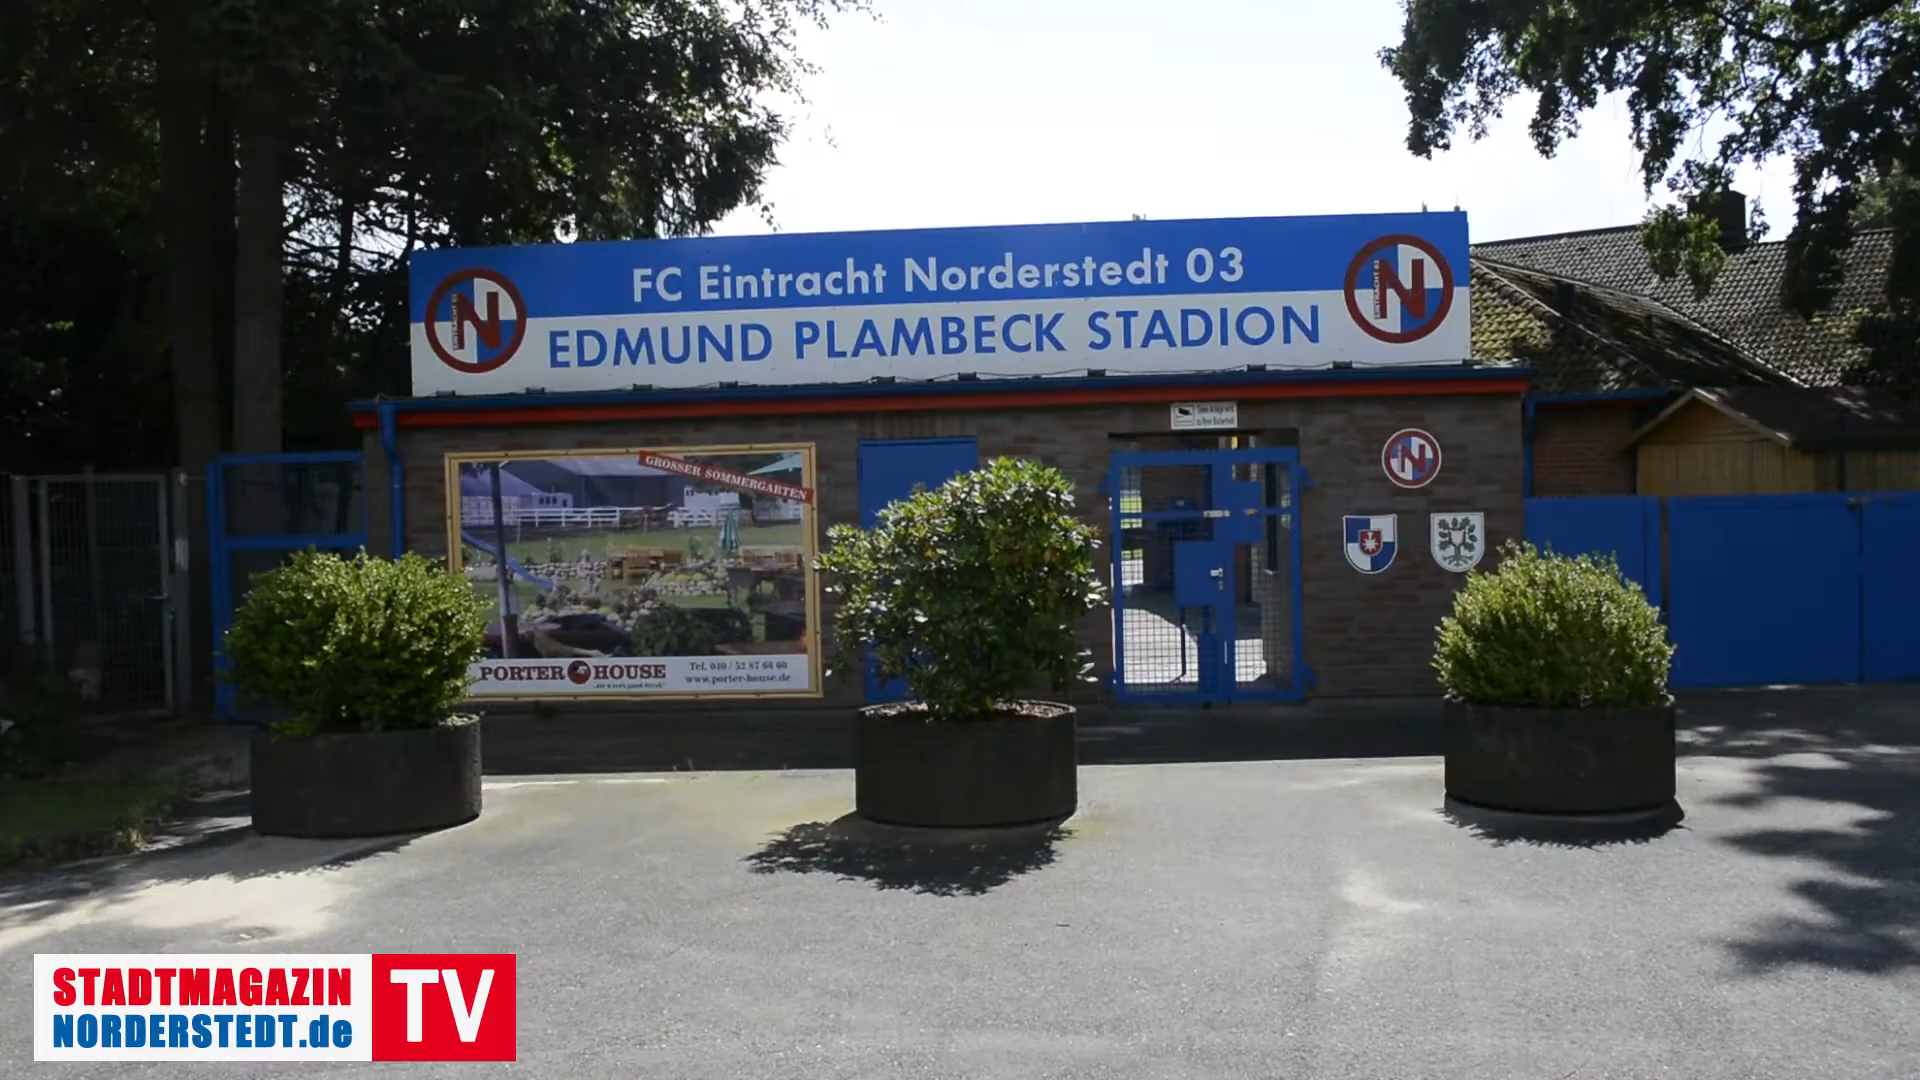 FC Eintracht Norderstedt 03
EDMUND PLAMBECK STADION
N
N
GROSSER SOMMERGARTEN
N
PORTER HOUSE
Tel. 040 / 52 87 66 60
www.porter-house.de
STADTMAGAZIN
NORDERSTEDT.de
TV